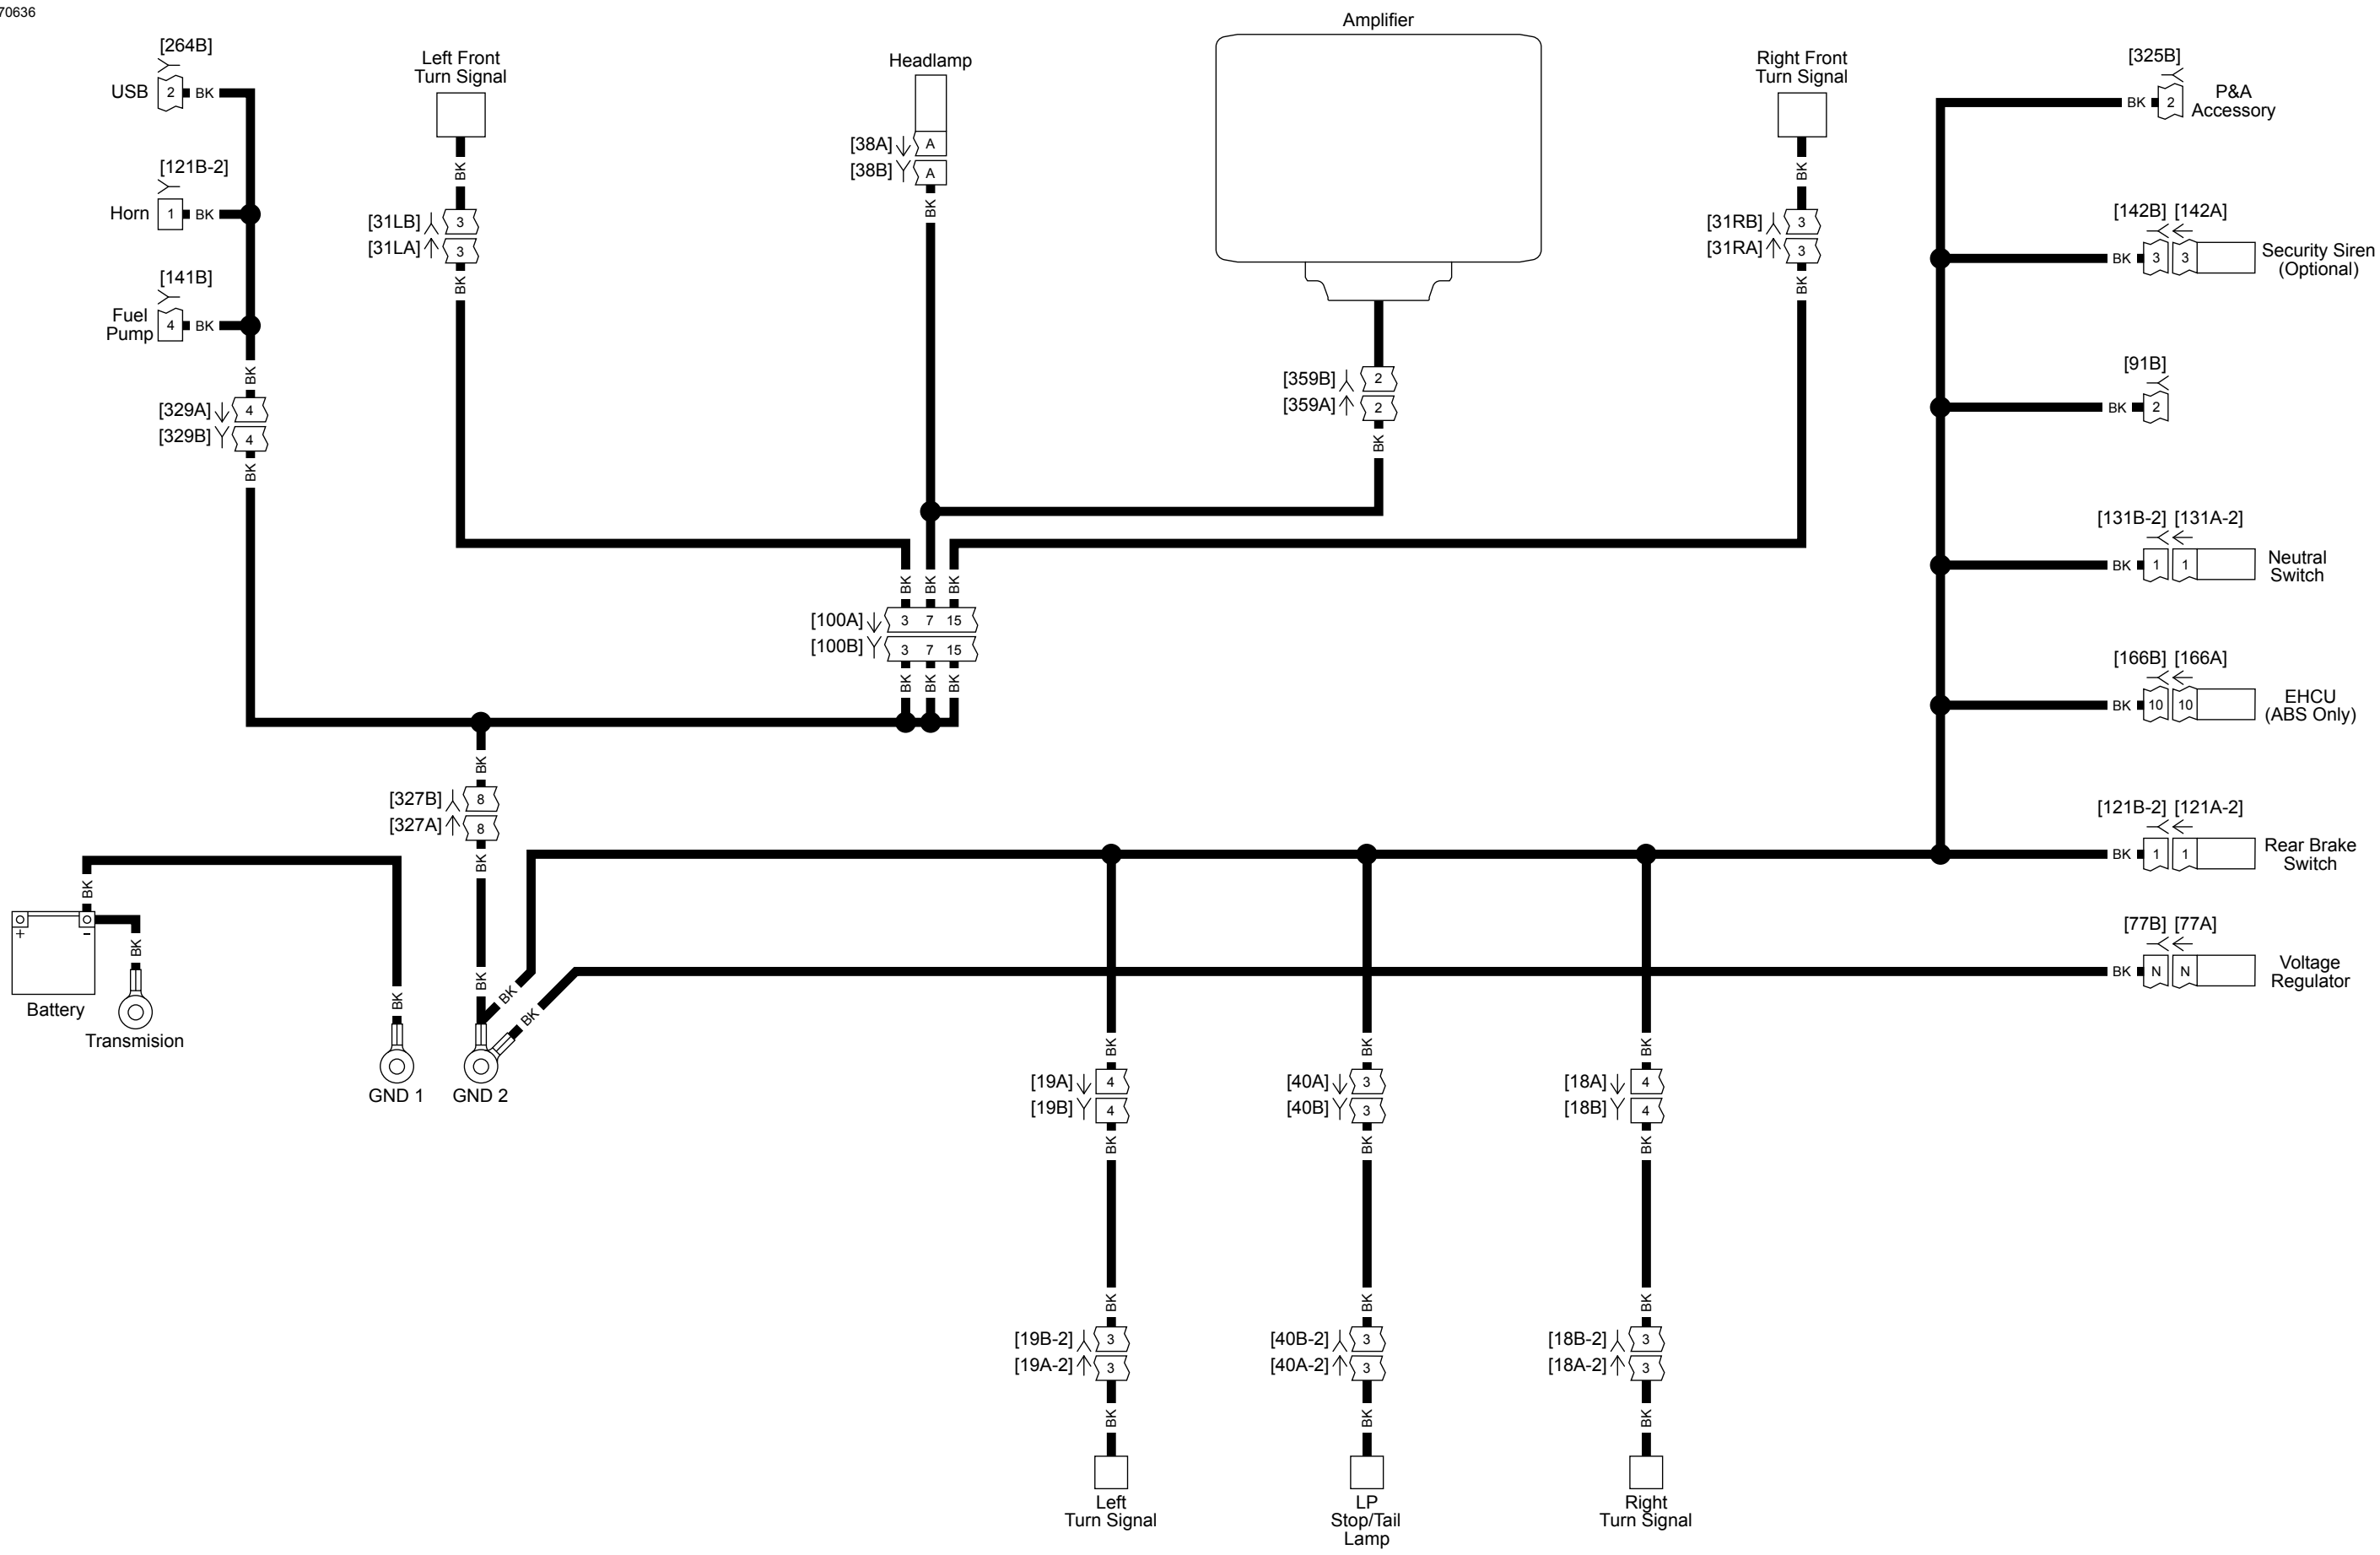 70636
Amplifier
[264B]
USB
2
BK
[121B-2]
Horn
1
BK
[141B]
Fuel
Pump
4
BK
BK
[329A]
4
[329B]
4
BK
Left Front
Turn Signal
BK
[31LB]
3
[31LA]
3
BK
Headlamp
[38A]
A
[38B]
A
BK
[359B]
2
[359A]
2
BK
Right Front
Turn Signal
BK
[31RB]
3
[31RA]
3
BK
[325B]
BK
2
P&A
Accessory
[142B] [142A]
BK
3
3
Security Siren
(Optional)
[91B]
BK
2
[131B-2] [131A-2]
BK
1
1
Neutral
Switch
[166B] [166A]
BK
10
10
EHCU
(ABS Only)
[121B-2] [121A-2]
BK
1
1
Rear Brake
Switch
[77B] [77A]
BK
N
N
Voltage
Regulator
BK BK BK
[100A]
3 7 15
[100B]
3 7 15
BK BK BK
BK
[327B]
8
[327A]
8
BK
BK
BK
BK
BK
+
-
Battery
BK
Transmision
BK
GND 1
GND 2
BK
[19A]
4
[19B]
4
BK
BK
[19B-2]
3
[19A-2]
3
BK
Left
Turn Signal
BK
[40A]
3
[40B]
3
BK
BK
[40B-2]
3
[40A-2]
3
BK
LP
Stop/Tail
Lamp
BK
[18A]
4
[18B]
4
BK
BK
[18B-2]
3
[18A-2]
3
BK
Right
Turn Signal